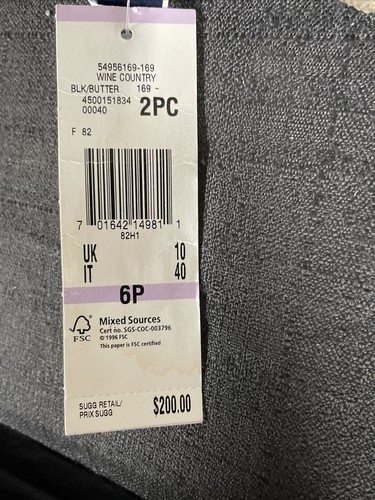 54956169-169
WINE COUNTRY
BLK/BUTTER 169 -
4500151834 2PC
00040
F 82
7 01642 14981 1
82H1
UK 10
IT 40
6P
FSC
Mixed Sources
Cert no. SGS-COC-003796
© 1996 FSC
This paper is FSC certified
SUGG RETAIL/
PRIX SUGG $200.00